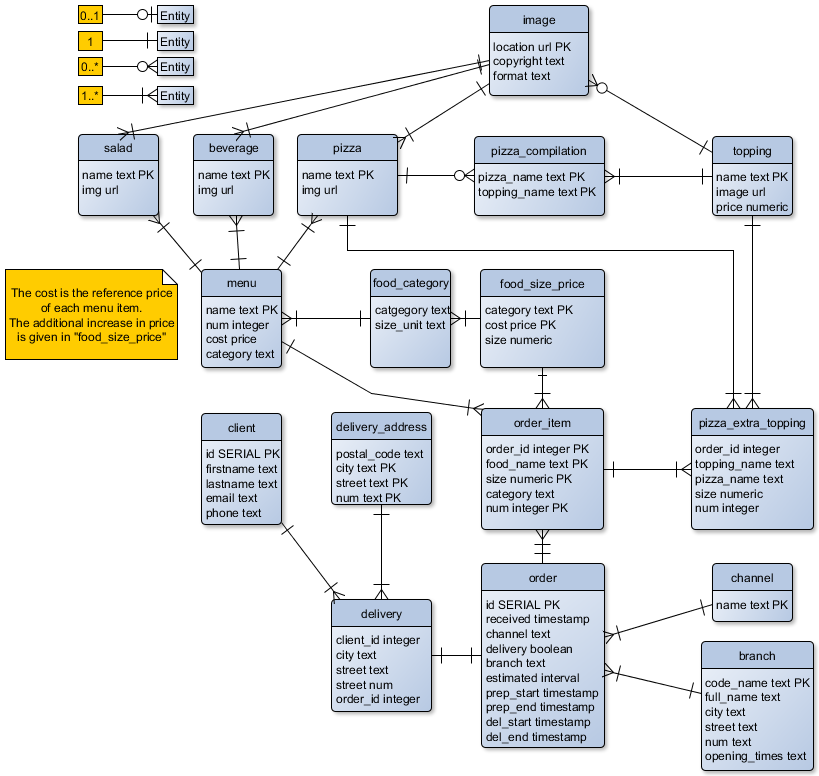 0..1
Entity
1
Entity
0..*
Entity
1..*
Entity
image
location url PK
copyright text
format text
salad
name text PK
img url
beverage
name text PK
img url
pizza
name text PK
img url
pizza_compilation
pizza_name text PK
topping_name text PK
topping
name text PK
image url
price numeric
The cost is the reference price
of each menu item.
The additional increase in price
is given in "food_size_price"
menu
name text PK
num integer
cost price
category text
food_category
catgegory text
size_unit text
food_size_price
category text PK
cost price PK
size numeric
client
id SERIAL PK
firstname text
lastname text
email text
phone text
delivery_address
postal_code text
city text PK
street text PK
num text PK
order_item
order_id integer PK
food_name text PK
size numeric PK
category text
num integer PK
pizza_extra_topping
order_id integer
topping_name text
pizza_name text
size numeric
num integer
delivery
client_id integer
city text
street text
street num
order_id integer
order
id SERIAL PK
received timestamp
channel text
delivery boolean
branch text
estimated interval
prep_start timestamp
prep_end timestamp
del_start timestamp
del_end timestamp
channel
name text PK
branch
code_name text PK
full_name text
city text
street text
num text
opening_times text